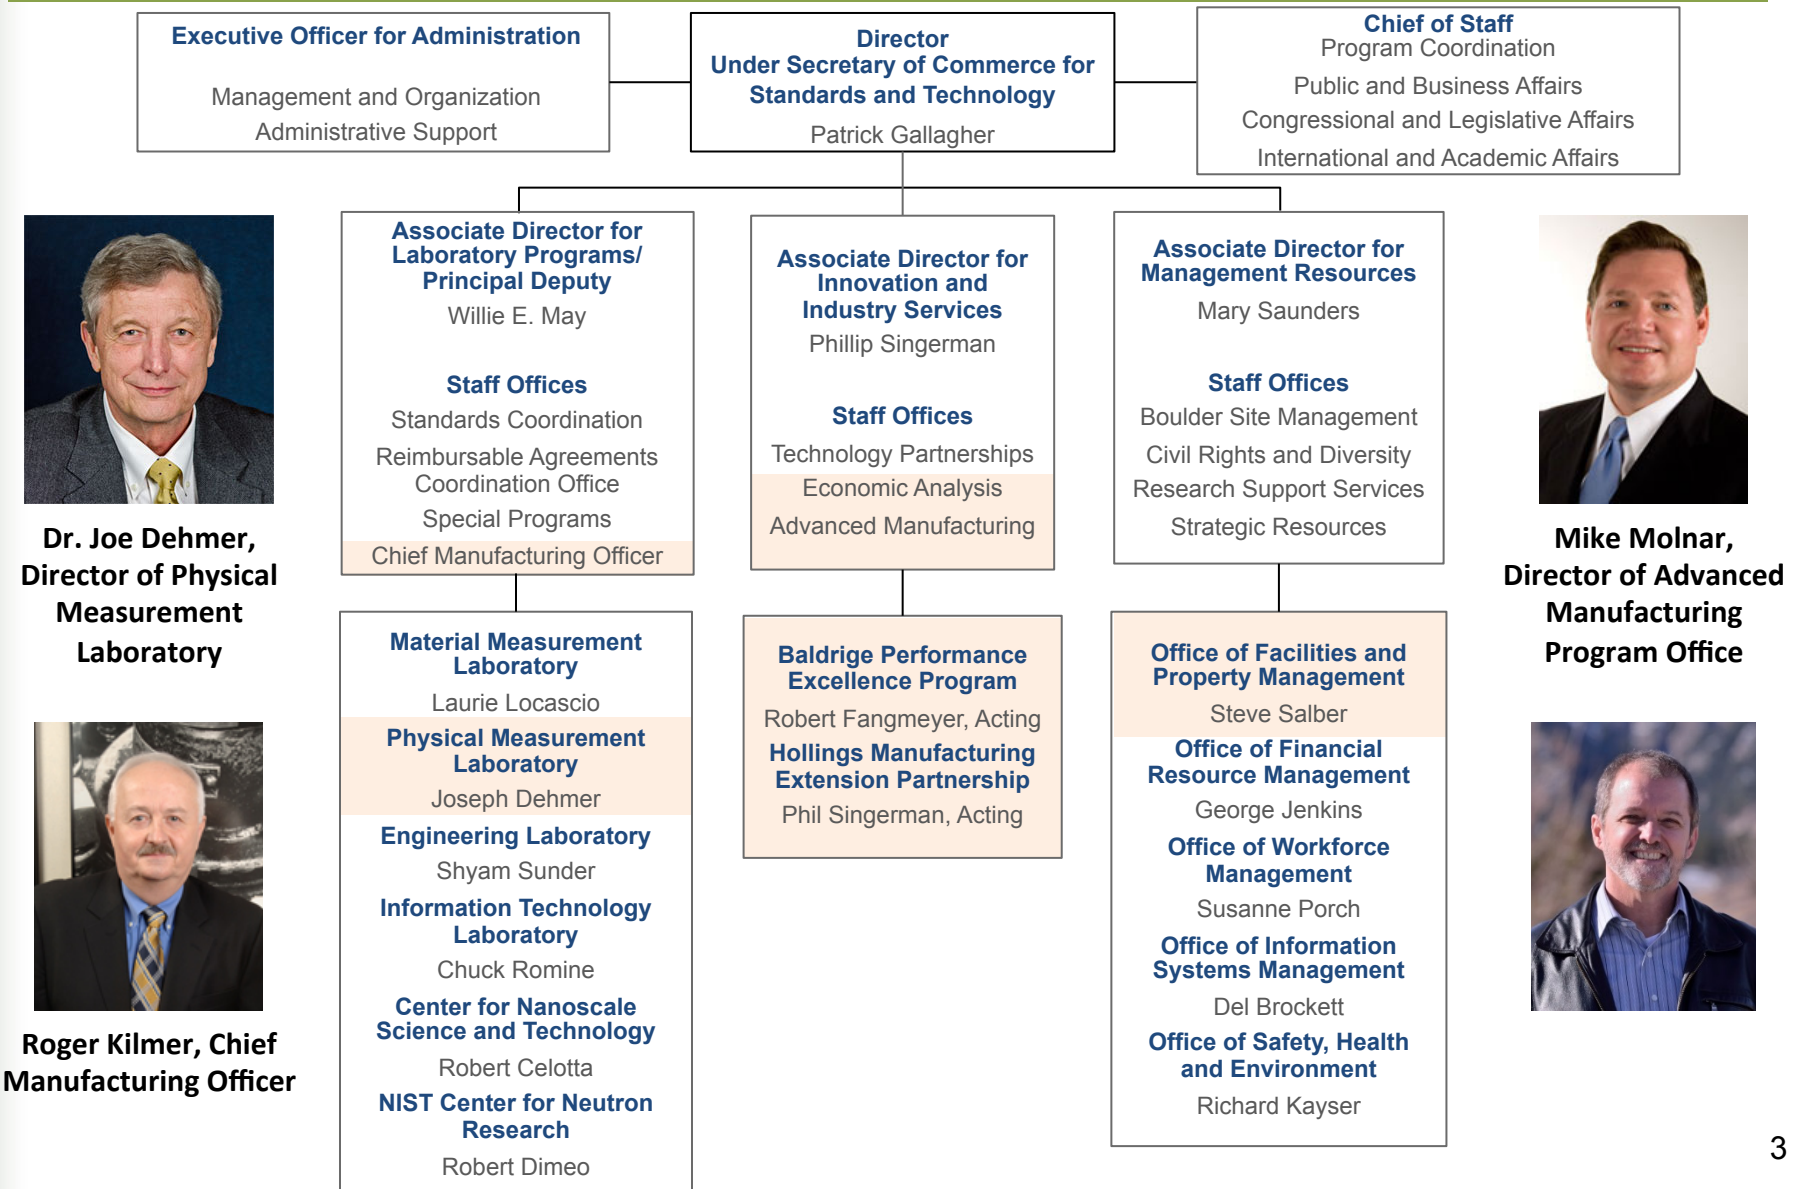 Executive Officer for Administration
Management and Organization
Administrative Support
Director
Under Secretary of Commerce for
Standards and Technology
Patrick Gallagher
Chief of Staff
Program Coordination
Public and Business Affairs
Congressional and Legislative Affairs
International and Academic Affairs
Dr. Joe Dehmer,
Director of Physical
Measurement
Laboratory
Roger Kilmer, Chief
Manufacturing Officer
Associate Director for
Laboratory Programs/
Principal Deputy
Willie E. May
Staff Offices
Standards Coordination
Reimbursable Agreements
Coordination Office
Special Programs
Chief Manufacturing Officer
Material Measurement
Laboratory
Laurie Locascio
Physical Measurement
Laboratory
Joseph Dehmer
Engineering Laboratory
Shyam Sunder
Information Technology
Laboratory
Chuck Romine
Center for Nanoscale
Science and Technology
Robert Celotta
NIST Center for Neutron
Research
Robert Dimeo
Associate Director for
Innovation and
Industry Services
Phillip Singerman
Staff Offices
Technology Partnerships
Economic Analysis
Advanced Manufacturing
Baldrige Performance
Excellence Program
Robert Fangmeyer, Acting
Hollings Manufacturing
Extension Partnership
Phil Singerman, Acting
Associate Director for
Management Resources
Mary Saunders
Staff Offices
Boulder Site Management
Civil Rights and Diversity
Research Support Services
Strategic Resources
Office of Facilities and
Property Management
Steve Salber
Office of Financial
Resource Management
George Jenkins
Office of Workforce
Management
Susanne Porch
Office of Information
Systems Management
Del Brockett
Office of Safety, Health
and Environment
Richard Kayser
Mike Molnar,
Director of Advanced
Manufacturing
Program Office
3